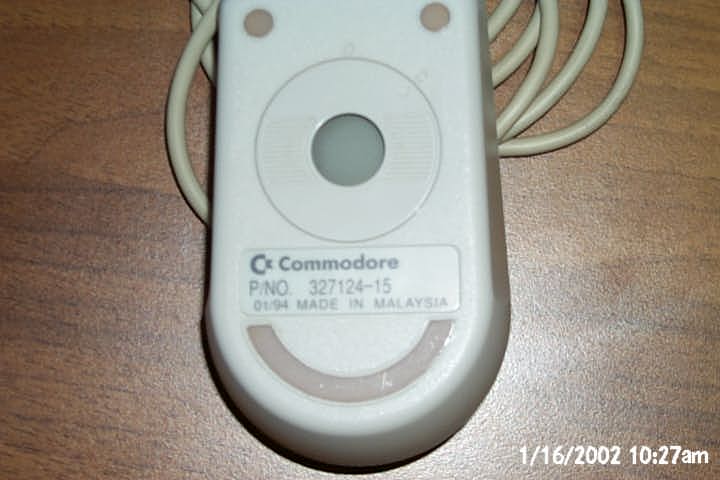 Commodore
P/NO. 327124-15
01/94 MADE IN MALAYSIA
1/16/2002 10:27am